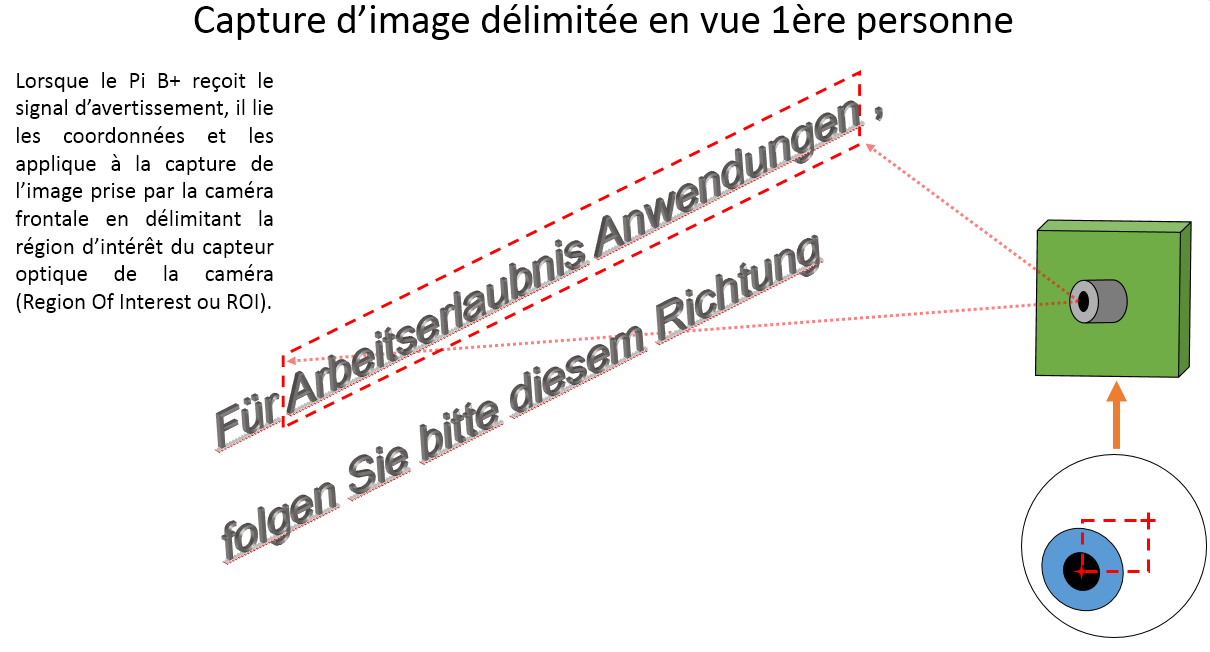 Capture d’image délimitée en vue 1ère personne
Lorsque le Pi B+ reçoit le
signal d’avertissement, il lie
les coordonnées et les
applique à la capture de
l’image prise par la caméra
frontale en délimitant la
région d’intérêt du capteur
optique de la caméra
(Region Of Interest ou ROI).
Für Arbeitserlaubnis Anwendungen ,
folgen Sie bitte diesem Richtung